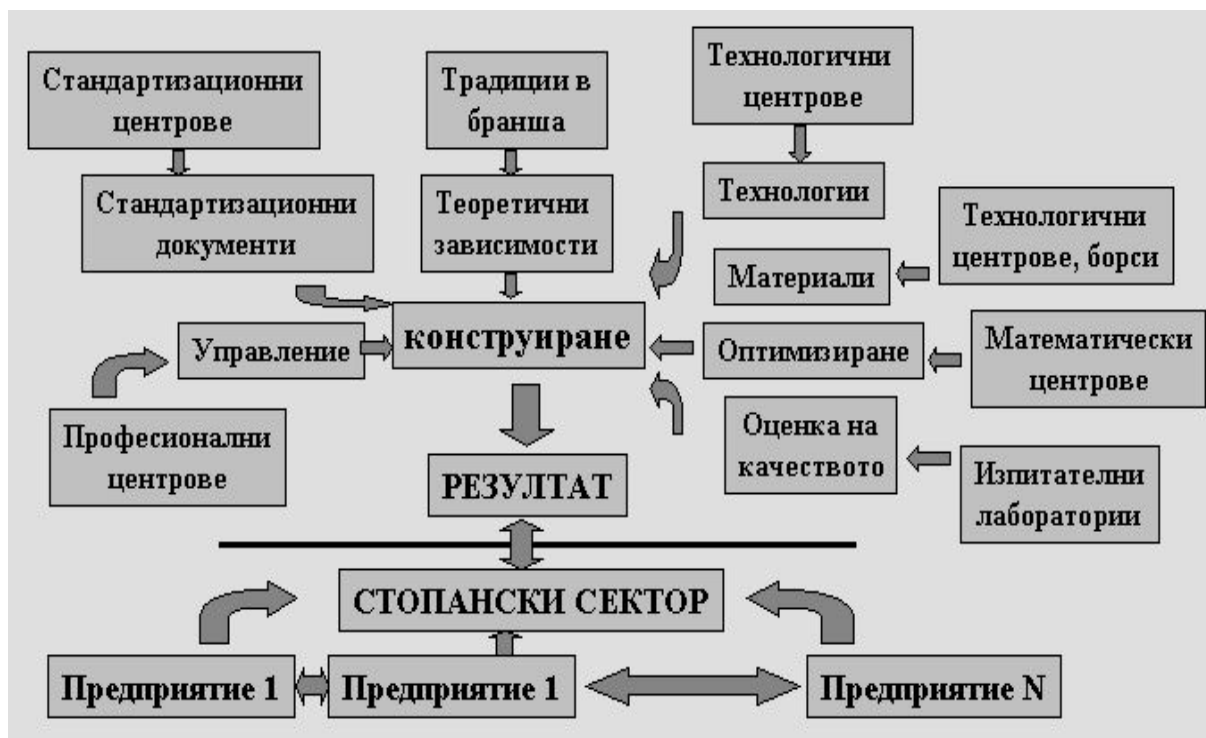 Стандартизационни
центрове
Традиции в
бранша
Технологични
центрове
Стандартизационни
документи
Теоретични
зависимости
Технологии
Технологични
центрове, борси
Материали
Управление
конструиране
Оптимизиране
Математически
центрове
Професионални
центрове
Оценка на
качеството
Изпитателни
лаборатории
РЕЗУЛТАТ
СТОПАНСКИ СЕКТОР
Предприятие 1
Предприятие 1
Предприятие N